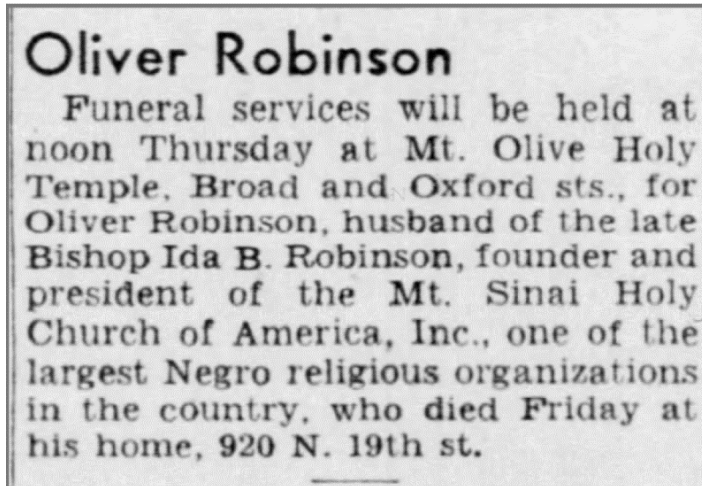 Oliver Robinson
Funeral services will be held at
noon Thursday at Mt. Olive Holy
Temple, Broad and Oxford sts., for
Oliver Robinson, husband of the late
Bishop Ida B. Robinson, founder and
president of the Mt. Sinai Holy
Church of America, Inc., one of the
largest Negro religious organizations
in the country, who died Friday at
his home, 920 N. 19th st.